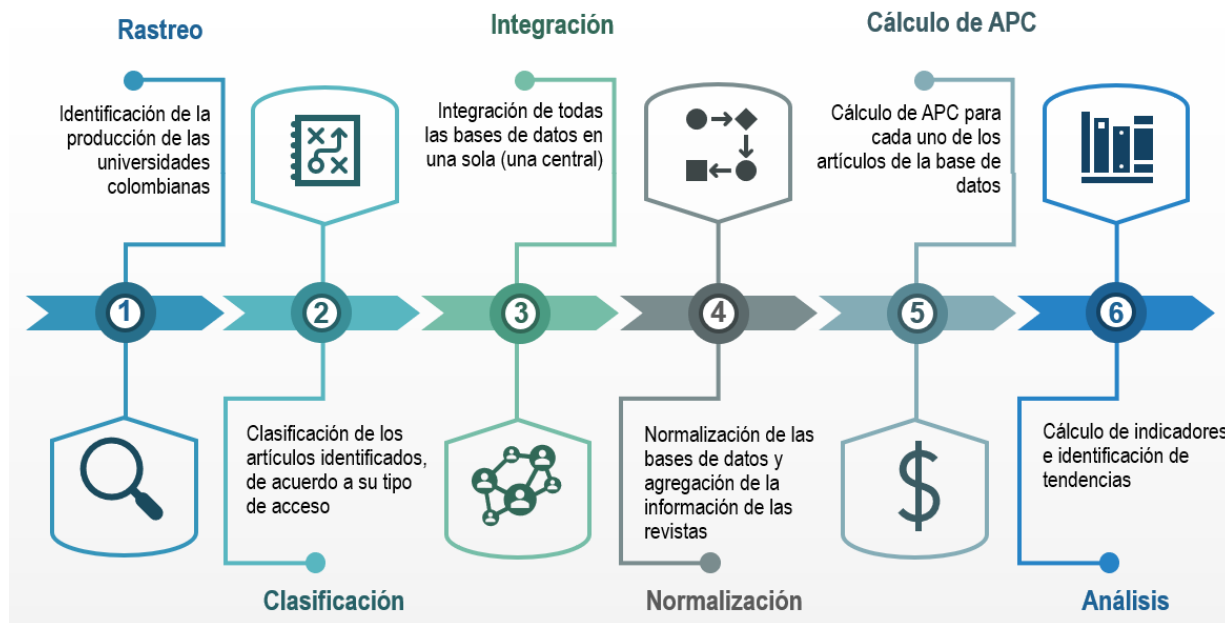 Rastreo
Identificación de la
producción de las
universidades
colombianas
1
2
Clasificación de los
artículos identificados,
de acuerdo a su tipo
de acceso
Clasificación
Integración
Integración de todas
las bases de datos en
una sola (una central)
3
4
Normalización de las
bases de datos y
agregación de la
información de las
revistas
Normalización
Cálculo de APC
Cálculo de APC para
cada uno de los
artículos de la base de
datos
5
6
Cálculo de indicadores
e identificación de
tendencias
Análisis